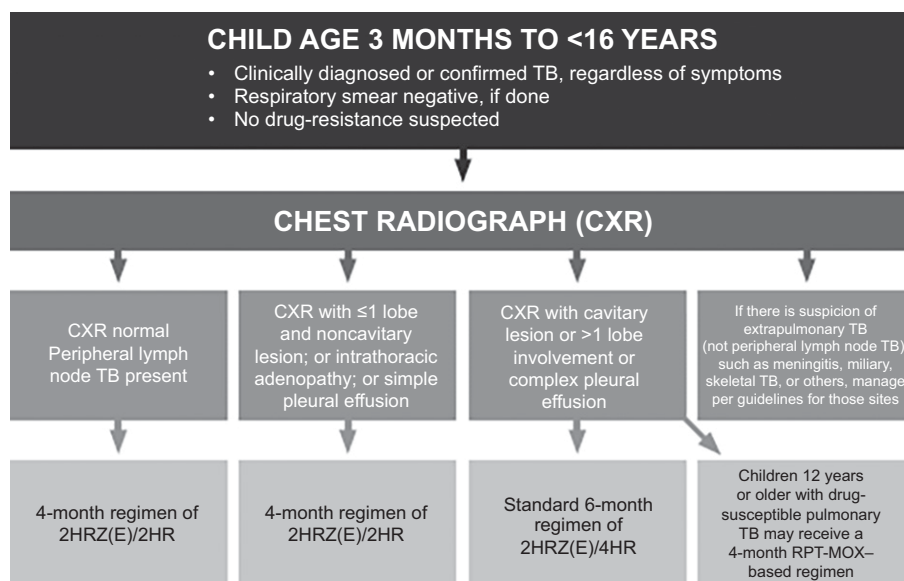 CHILD AGE 3 MONTHS TO <16 YEARS
• Clinically diagnosed or confirmed TB, regardless of symptoms
• Respiratory smear negative, if done
• No drug-resistance suspected
CHEST RADIOGRAPH (CXR)
CXR normal
Peripheral lymph
node TB present
CXR with ≤1 lobe
and noncavitary
lesion; or intrathoracic
adenopathy; or simple
pleural effusion
CXR with cavitary
lesion or >1 lobe
involvement or
complex pleural
effusion
If there is suspicion of
extrapulmonary TB
(not peripheral lymph node TB)
such as meningitis, miliary,
skeletal TB, or others, manage
per guidelines for those sites
4-month regimen of
2HRZ(E)/2HR
4-month regimen of
2HRZ(E)/2HR
Standard 6-month
regimen of
2HRZ(E)/4HR
Children 12 years
or older with drug-
susceptible pulmonary
TB may receive a
4-month RPT-MOX–
based regimen